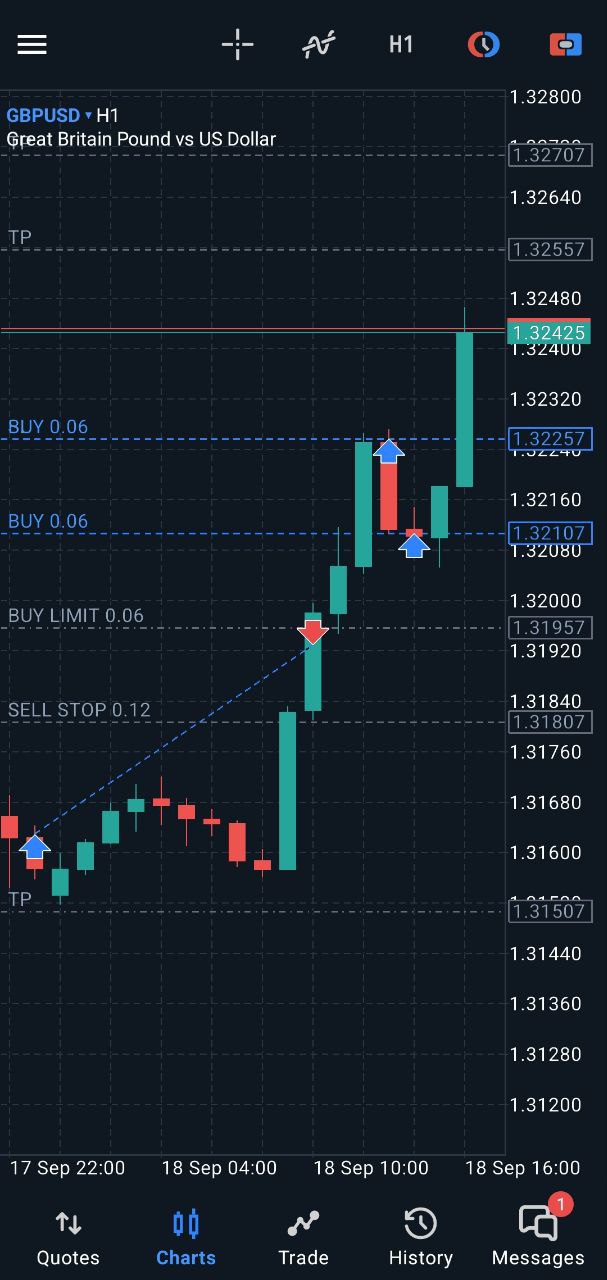 H1
GBPUSD ▾ H1
Great Britain Pound vs US Dollar
1.32800
1.32707
1.32640
TP
1.32557
1.32480
1.32425
1.32400
1.32320
BUY 0.06
1.32257
1.32240
1.32160
BUY 0.06
1.32107
1.32080
1.32000
BUY LIMIT 0.06
1.31957
1.31920
1.31840
SELL STOP 0.12
1.31807
1.31760
1.31680
1.31600
TP
1.31507
1.31440
1.31360
1.31280
1.31200
17 Sep 22:00
18 Sep 04:00
18 Sep 10:00
18 Sep 16:00
1
Quotes
Charts
Trade
History
Messages